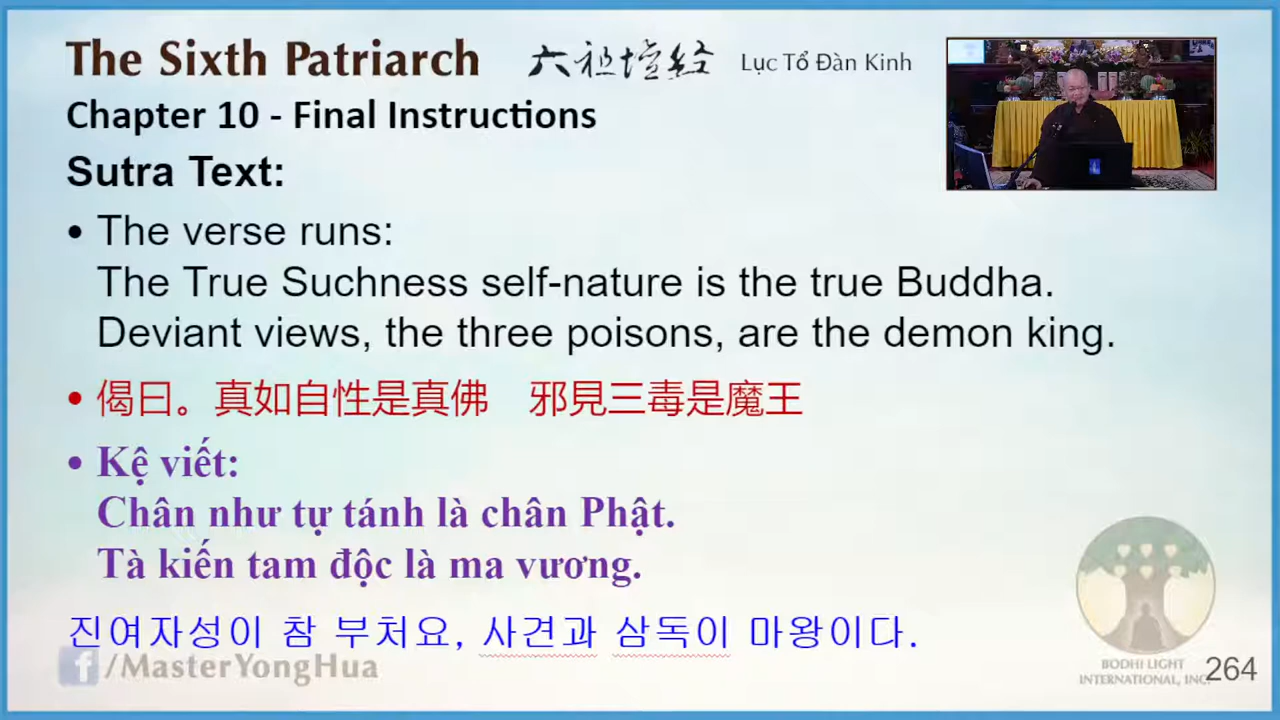 The Sixth Patriarch 六祖壇経 Lục Tổ Đàn Kinh
Chapter 10 - Final Instructions
Sutra Text:
• The verse runs:
The True Suchness self-nature is the true Buddha.
Deviant views, the three poisons, are the demon king.
• 偈曰。真如自性是真佛　邪見三毒是魔王
• Kệ viết:
Chân như tự tánh là chân Phật.
Tà kiến tam độc là ma vương.
진여자성이 참 부처요, 사견과 삼독이 마왕이다.
f/MasterYongHua
BODHI LIGHT
INTERNATIONAL, INC.
264